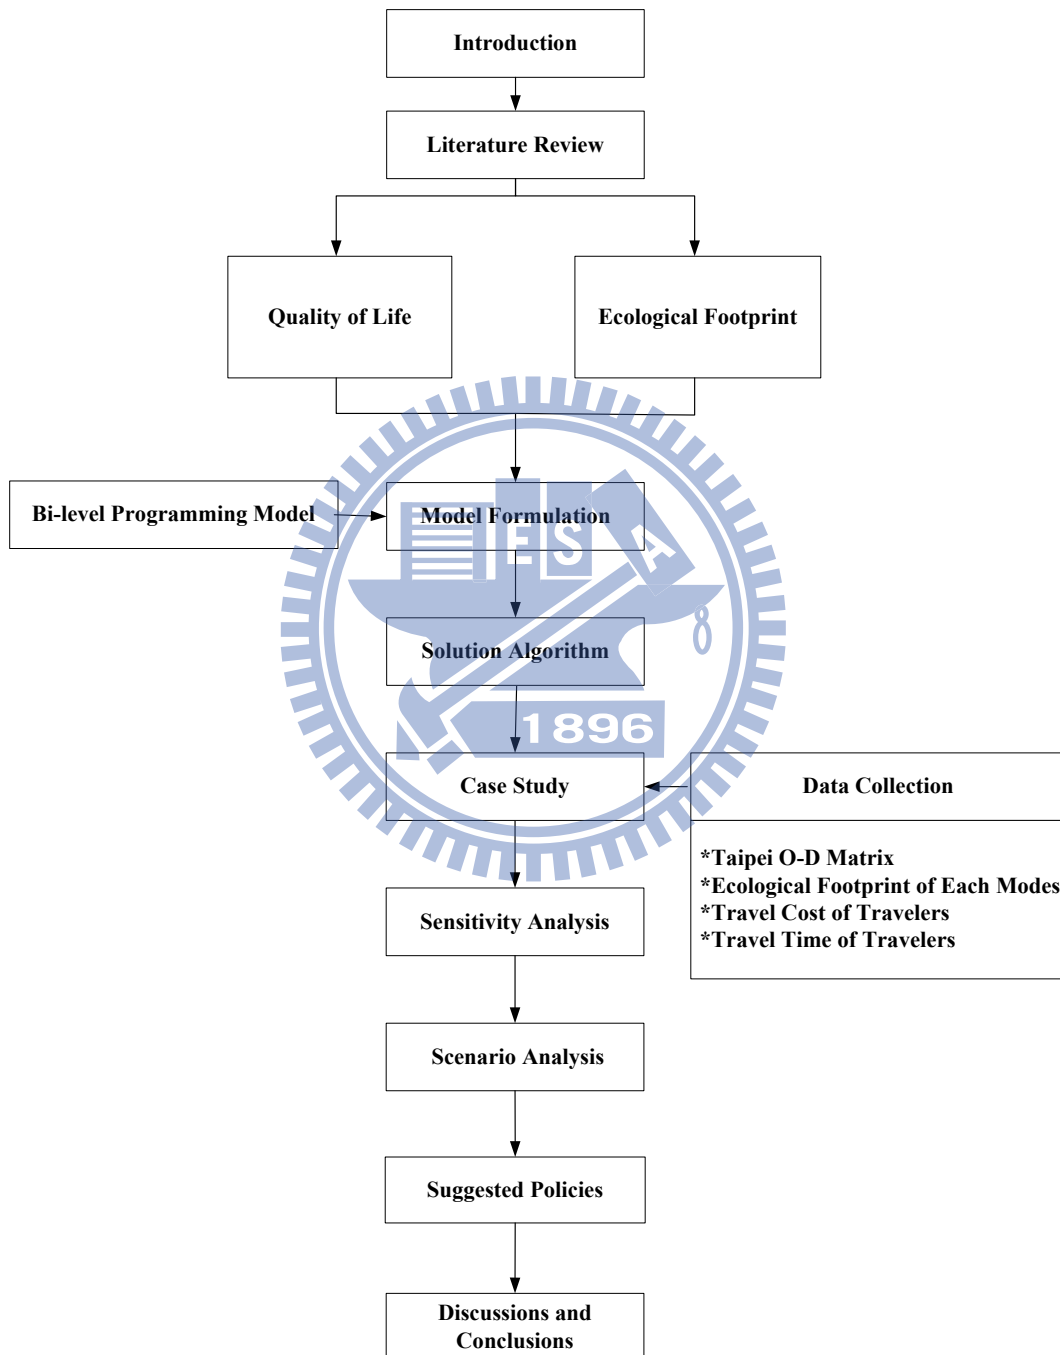 Introduction
Literature Review
Quality of Life
Ecological Footprint
Bi-level Programming Model
Model Formulation
ES
A
8
Solution Algorithm
1896
Case Study
Data Collection
*Taipei O-D Matrix
*Ecological Footprint of Each Modes
*Travel Cost of Travelers
*Travel Time of Travelers
Sensitivity Analysis
Scenario Analysis
Suggested Policies
Discussions and
Conclusions